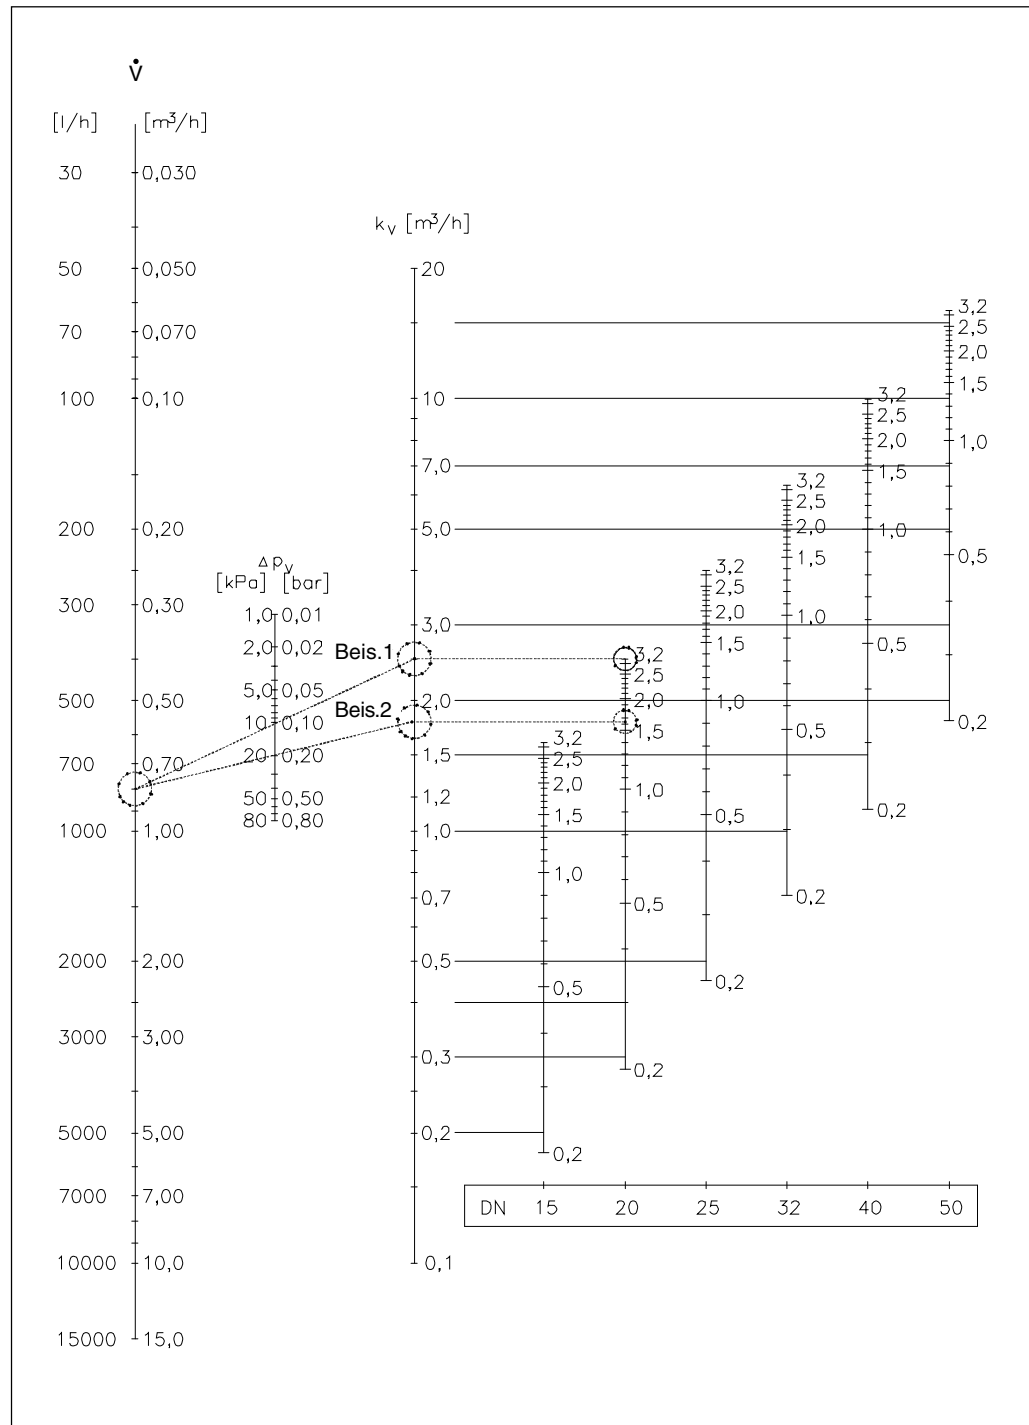 V̇
[l/h] [m³/h]
30 0,030
k_v [m³/h]
50 0,050 20
3,2
70 0,070 2,5
2,0
1,5
100 0,10 10 3,2
2,5
2,0 1,0
7,0 1,5
3,2
2,5
200 0,20 5,0 2,0 1,0
1,5 0,5
Δp_v
[kPa] [bar] 3,2
2,5
300 0,30
1,0 0,01 2,0 1,0
3,0
2,0 0,02 Beis.1 3,2 1,5 0,5
2,5
5,0 0,05
500 0,50 2,0 2,0 1,0
10 0,10 Beis.2 1,5 0,5 0,2
3,2
20 0,20 1,5 2,5
700 0,70
2,0 1,0
50 0,50 1,2
80 0,80 1,5 0,5 0,2
1000 1,00 1,0
1,0
0,7 0,5 0,2
2000 2,00 0,5
0,5 0,2
3000 3,00 0,3
0,2
5000 5,00 0,2
0,2
7000 7,00 DN 15 20 25 32 40 50
10000 10,0 0,1
15000 15,0